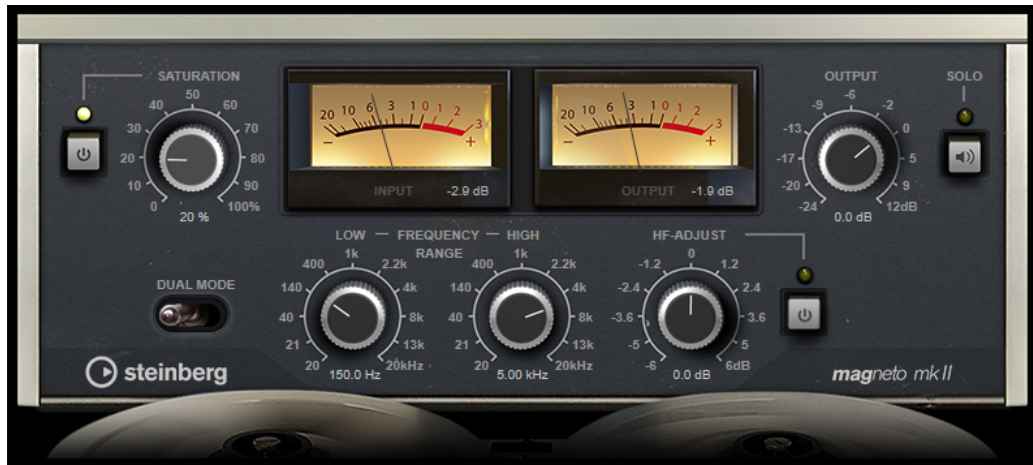 SATURATION
0 10 20 30 40 50 60 70 80 90 100%
20 %
20 10 6 3 1 0 1 2 3
- +
INPUT -2.9 dB
20 10 6 3 1 0 1 2 3
- +
OUTPUT -1.9 dB
OUTPUT
-24 -20 -17 -13 -9 -6 -2 0 5 9 12dB
0.0 dB
SOLO
DUAL MODE
LOW — FREQUENCY — HIGH
RANGE
20 21 40 140 400 1k 2.2k 4k 8k 13k 20kHz
150.0 Hz
20 21 40 140 400 1k 2.2k 4k 8k 13k 20kHz
5.00 kHz
HF-ADJUST
-6 -5 -3.6 -2.4 -1.2 0 1.2 2.4 3.6 5 6dB
0.0 dB
steinberg
magneto mkII